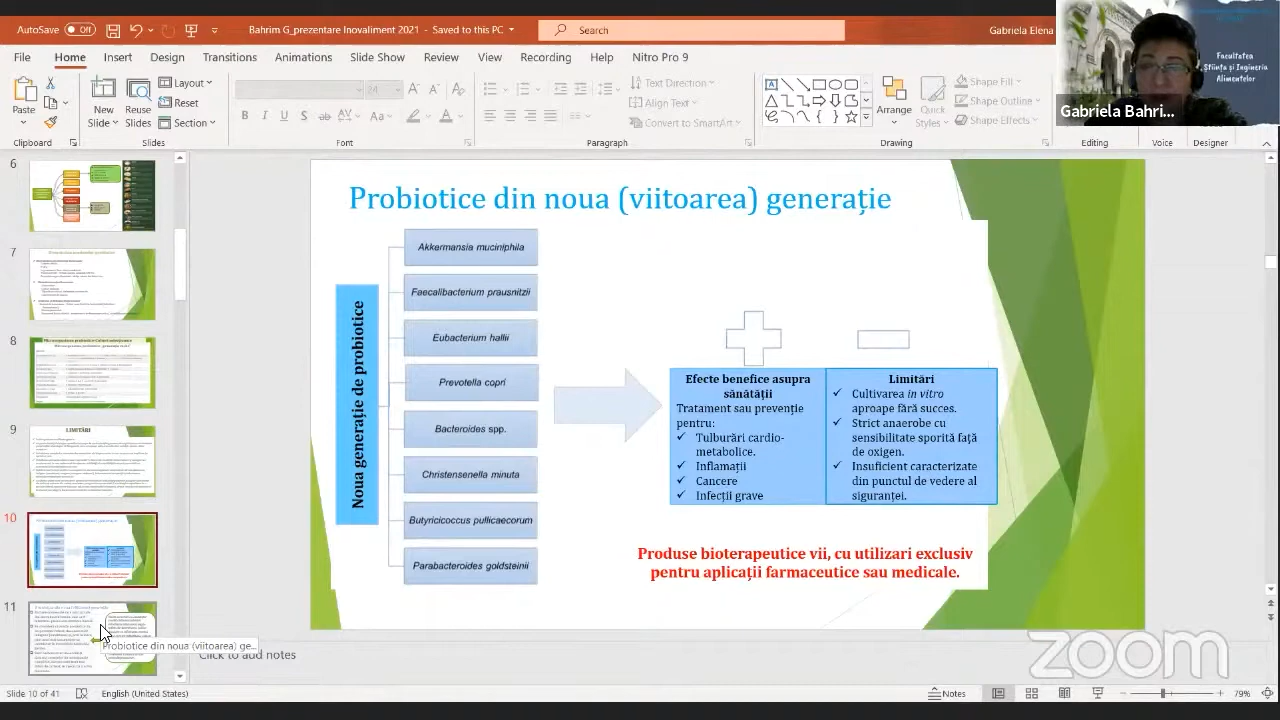 AutoSave Off
Bahrim G_prezentare Inovaliment 2021 - Saved to this PC
Search
Gabriela Elena
File Home Insert Design Transitions Animations Slide Show Review View Recording Help Nitro Pro 9
Paste
New
Slide
Reuse
Slides
Layout
Reset
Section
Text Direction
Align Text
Convert to SmartArt
Arrange
Quick
Styles
Shape Fill
Shape Outline
Shape Effects
Clipboard Slides Font Paragraph Drawing Editing Voice Designer
Facultatea
Știința și Ingineria
Alimentelor
Gabriela Bahri...
6
7
8
9
LIMITĂRI
10
11
Probiotice din noua (viitoarea) ge...
Probiotice din noua (viitoarea) generație
Noua generație de probiotice
Akkermansia muciniphila
Faecalibacterium prausnitzii
Eubacterium hallii
Prevotella copri
Bacteroides spp.
Christensenella minuta
Butyricicoccus pullicaecorum
Parabacteroides goldsteinii
Efecte benefice asupra
sănătății
Tratament sau prevenție
pentru:
✓ Tulburari
metabolice
✓ Inflamații
✓ Cancere
✓ Infecții grave
Limitări
✓ Cultivarea in vitro
aproape fără succes.
✓ Strict anaerobe cu
sensibilitate sporită față
de oxigen.
✓ Insuficient caracterizate
din punctul de vedere al
siguranței.
Produse bioterapeutice vii, cu utilizari exclusiv
pentru aplicații farmaceutice sau medicale.
Click to add notes
zoom
Slide 10 of 41 English (United States) Notes 79%